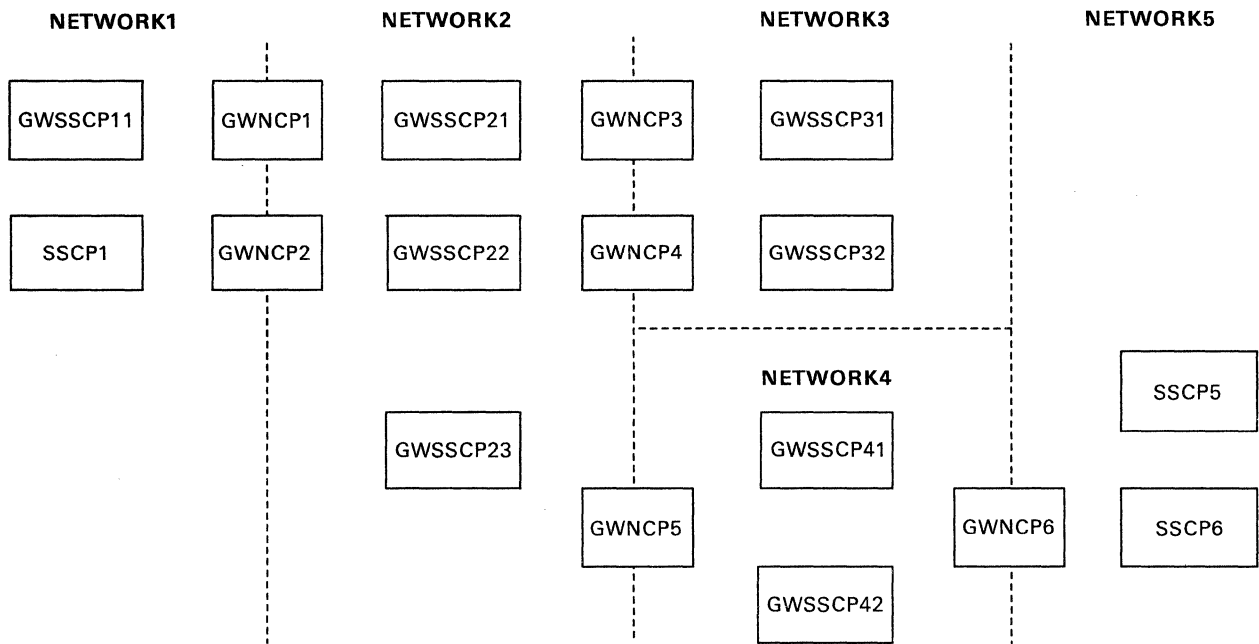 NETWORK1
NETWORK2
NETWORK3
NETWORK5
GWSSCP11
GWNCP1
GWSSCP21
GWNCP3
GWSSCP31
SSCP1
GWNCP2
GWSSCP22
GWNCP4
GWSSCP32
NETWORK4
SSCP5
GWSSCP23
GWSSCP41
GWNCP5
GWNCP6
SSCP6
GWSSCP42